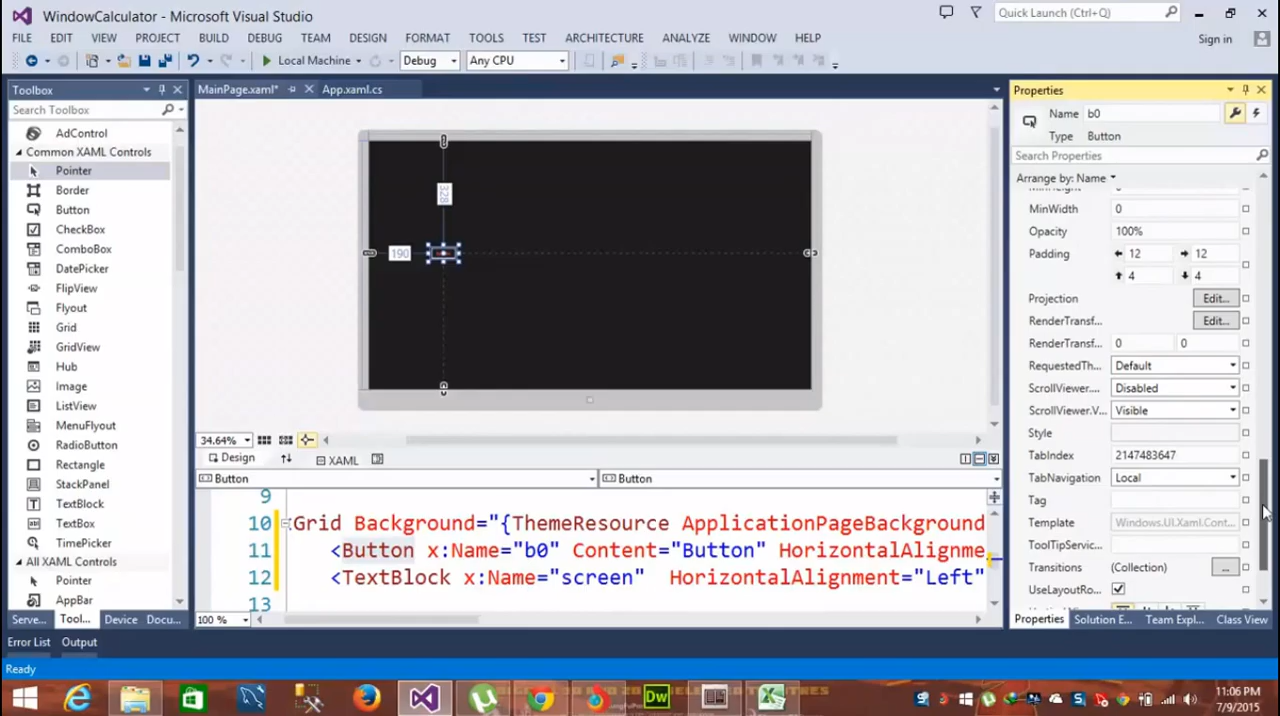 WindowCalculator - Microsoft Visual Studio
Quick Launch (Ctrl+Q)
FILE EDIT VIEW PROJECT BUILD DEBUG TEAM DESIGN FORMAT TOOLS TEST ARCHITECTURE ANALYZE WINDOW HELP
Sign in
Local Machine
Debug
Any CPU
Toolbox
Search Toolbox
AdControl
Common XAML Controls
Pointer
Border
Button
CheckBox
ComboBox
DatePicker
FlipView
Flyout
Grid
GridView
Hub
Image
ListView
MenuFlyout
RadioButton
Rectangle
StackPanel
TextBlock
TextBox
TimePicker
All XAML Controls
Pointer
AppBar
Serve... Tool... Device Docu...
Error List Output
MainPage.xaml* App.xaml.cs
328
190
34.64%
Design XAML
Button Button
9
10 Grid Background="{ThemeResource ApplicationPageBackground
11 <Button x:Name="b0" Content="Button" HorizontalAlignme
12 <TextBlock x:Name="screen" HorizontalAlignment="Left"
13
100 %
Properties
Name b0
Type Button
Search Properties
Arrange by: Name
MinHeight 0
MinWidth 0
Opacity 100%
Padding 12 12
4 4
Projection Edit...
RenderTransf... Edit...
RenderTransf... 0 0
RequestedTh... Default
ScrollViewer.... Disabled
ScrollViewer.V... Visible
Style
TabIndex 2147483647
TabNavigation Local
Tag
Template Windows.UI.Xaml.Cont...
ToolTipServic...
Transitions (Collection) ...
UseLayoutRo...
Properties Solution E... Team Expl... Class View
Ready
Dw
11:06 PM
7/9/2015